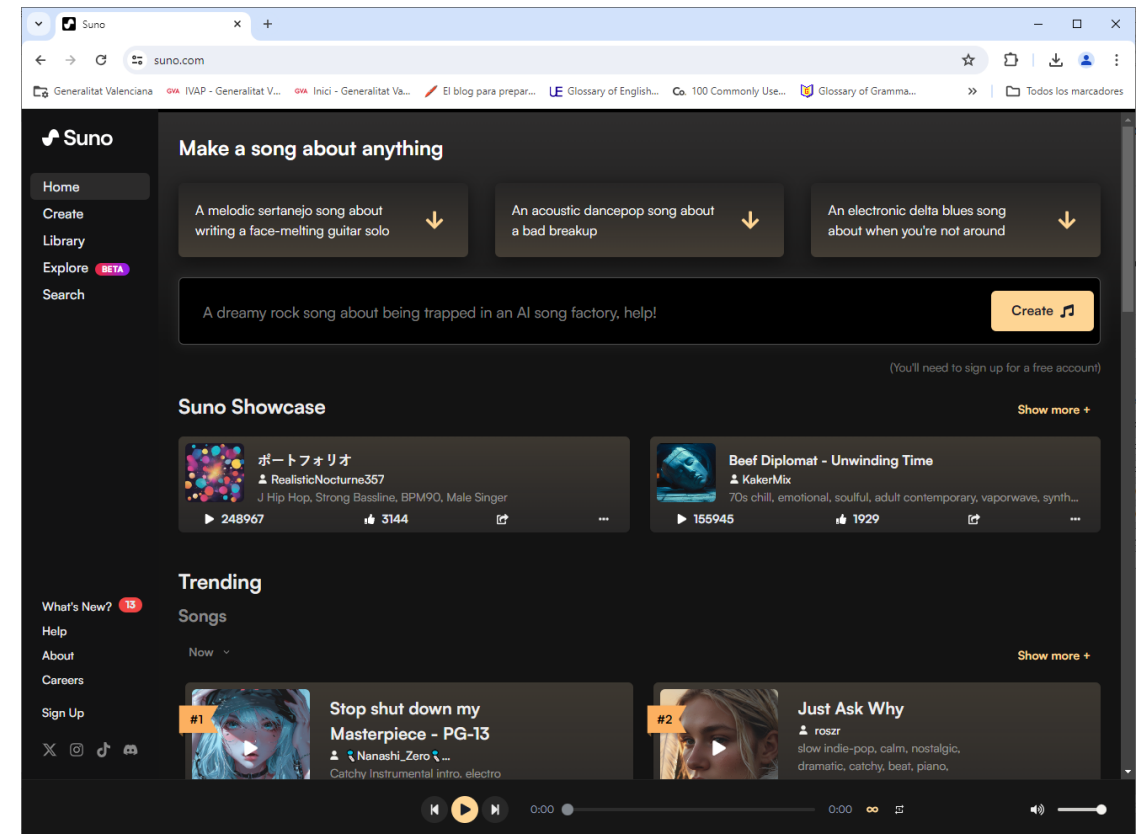 Suno
suno.com
Generalitat Valenciana
GVA IVAP - Generalitat V...
GVA Inici - Generalitat Va...
El blog para prepar...
UE Glossary of English...
Co. 100 Commonly Use...
Glossary of Gramma...
Todos los marcadores
Suno
Home
Create
Library
Explore BETA
Search
What's New? 13
Help
About
Careers
Sign Up
Make a song about anything
A melodic sertanejo song about
writing a face-melting guitar solo
An acoustic dancepop song about
a bad breakup
An electronic delta blues song
about when you're not around
A dreamy rock song about being trapped in an AI song factory, help!
Create
(You'll need to sign up for a free account)
Suno Showcase
Show more +
ポートフォリオ
RealisticNocturne357
J Hip Hop, Strong Bassline, BPM90, Male Singer
248967
3144
Beef Diplomat - Unwinding Time
KakerMix
70s chill, emotional, soulful, adult contemporary, vaporwave, synth...
155945
1929
Trending
Songs
Now
Show more +
#1
Stop shut down my
Masterpiece - PG-13
Nanashi_Zero ...
Catchy Instrumental intro, electro
#2
Just Ask Why
roszr
slow indie-pop, calm, nostalgic,
dramatic, catchy, beat, piano,
0:00
0:00